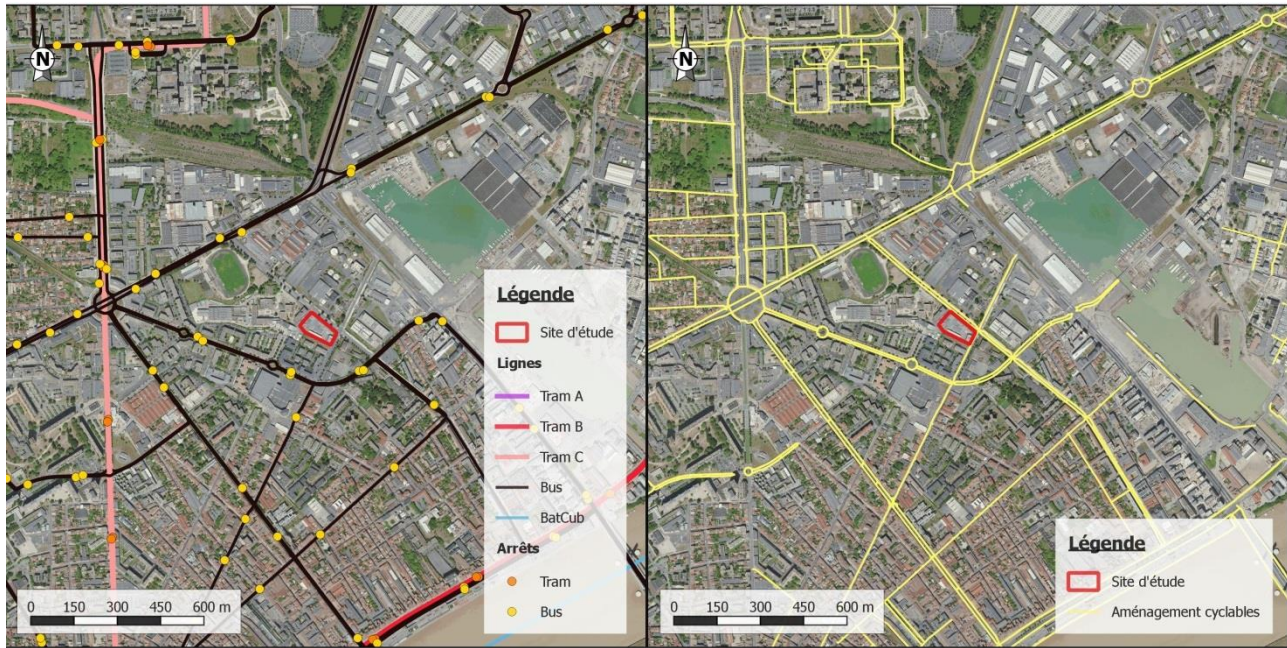 N
Légende
Site d'étude
Lignes
Tram A
Tram B
Tram C
Bus
BatCub
Arrêts
Tram
Bus
0 150 300 450 600 m
N
Légende
Site d'étude
Aménagement cyclables
0 150 300 450 600 m